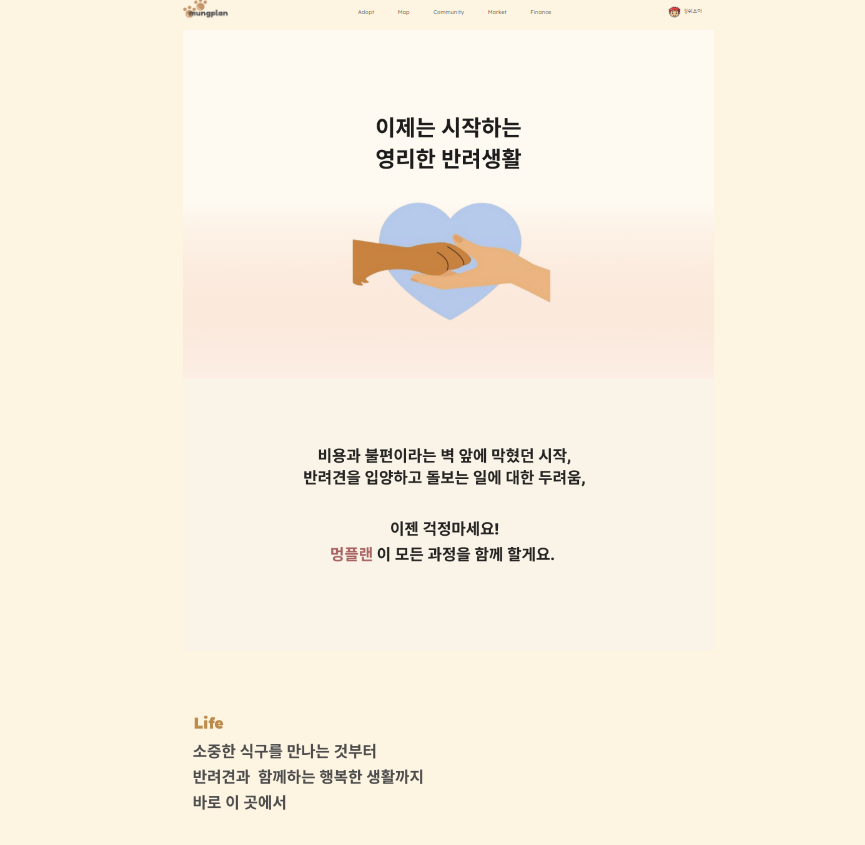 mungplan
Adopt Map Community Market Finance
이제는 시작하는
영리한 반려생활
비용과 불편이라는 벽 앞에 막혔던 시작,
반려견을 입양하고 돌보는 일에 대한 두려움,
이젠 걱정마세요!
멍플랜 이 모든 과정을 함께 할게요.
Life
소중한 식구를 만나는 것부터
반려견과 함께하는 행복한 생활까지
바로 이 곳에서